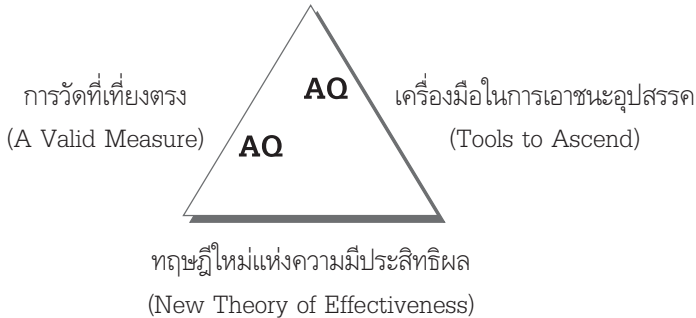 AQ
การวัดที่เที่ยงตรง
(A Valid Measure)
เครื่องมือในการเอาชนะอุปสรรค
(Tools to Ascend)
AQ
ทฤษฎีใหม่แห่งความมีประสิทธิผล
(New Theory of Effectiveness)